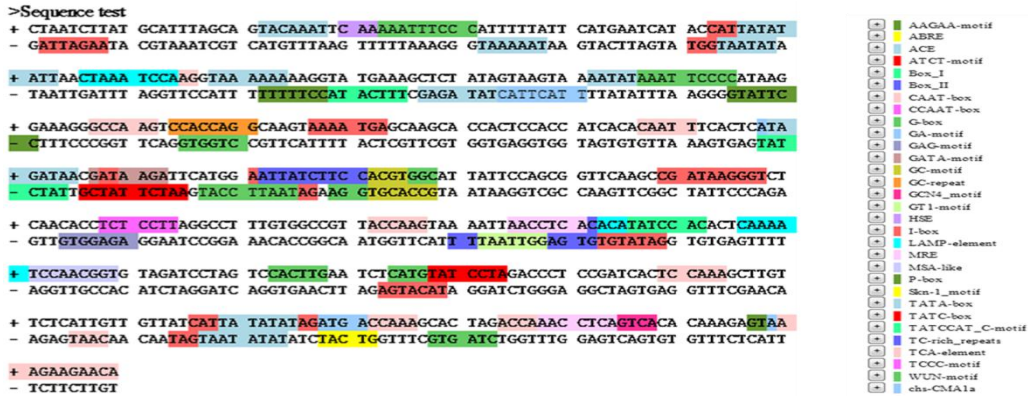 >Sequence test
+ CTAATCTTAT GCATTTAGCA GTACAAATTC AAAAATTTCC CATTTTTATT CATGAATCAT ACCATTATAT
- GATTAGAATA CGTAAATCGT CATGTTTAAG TTTTTAAAGG GTAAAAATAA GTACTTAGTA TGGTAATATA
+ ATTAACTAAA TCCAAGGTAA AAAAAAGGTA TGAAAGCTCT ATAGTAAGTA AAATATAAAT TCCCCATAAG
- TAATTGATTT AGGTTCCATT TTTTTTCCAT ACTTTCGAGA TATCATTCAT TTTATATTTA AGGGGTATTC
+ GAAAGGGCCA AGTCCACCAG GCAAGTAAAA TGAGCAAGCA CCACTCCACC ATCACACAAT TTCACTCATA
- CTTTCCCGGT TCAGGTGGTC CGTTCATTTT ACTCGTTCGT GGTGAGGTGG TAGTGTGTTA AAGTGAGTAT
+ GATAACGATA AGATTCATGG AATTATCTTC CACGTGGCAT TATTCCAGCG GTTCAAGCCG ATAAGGGTCT
- CTATTGCTAT TCTAAGTACC TTAATAGAAG GTGCACCGTA ATAAGGTCGC CAAGTTCGGC TATTCCCAGA
+ CAACACCTCT CCTTAGGCCT TTGTGGCCGT TACCAAGTAA AATTAACCTC ACACATATCC ACACTCAAAA
- GTTGTGGAGA GGAATCCGGA AACACCGGCA ATGGTTCATT TTAATTGGAG TGTGTATAGG TGTGAGTTTT
+ TCCAACGGTG TAGATCCTAG TCCACTTGAA TCTCATGTAT CCTAGACCCT CCGATCACTC CAAAGCTTGT
- AGGTTGCCAC ATCTAGGATC AGGTGAACTT AGAGTACATA GGATCTGGGA GGCTAGTGAG GTTTCGAACA
+ TCTCATTGTT GTTATCATTA TATATAGATG ACCAAAGCAC TAGACCAAAC CTCAGTCACA CAAAGAGTAA
- AGAGTAACAA CAATAGTAAT ATATATCTAC TGGTTTCGTG ATCTGGTTTG GAGTCAGTGT GTTTCTCATT
+ AGAAGAACA
- TCTTCTTGT
+ AAGAA-motif
+ ABRE
+ ACE
+ ATCT-motif
+ Box_I
+ Box_II
+ CAAT-box
+ CCAAT-box
+ G-box
+ GA-motif
+ GAG-motif
+ GATA-motif
+ GC-motif
+ GC-repeat
+ GCN4_motif
+ GT1-motif
+ HSE
+ I-box
+ LAMP-element
+ MRE
+ MSA-like
+ P-box
+ Skn-1_motif
+ TATA-box
+ TATC-box
+ TATCCAT_C-motif
+ TC-rich_repeats
+ TCA-element
+ TCCC-motif
+ WUN-motif
+ chs-CMA1a